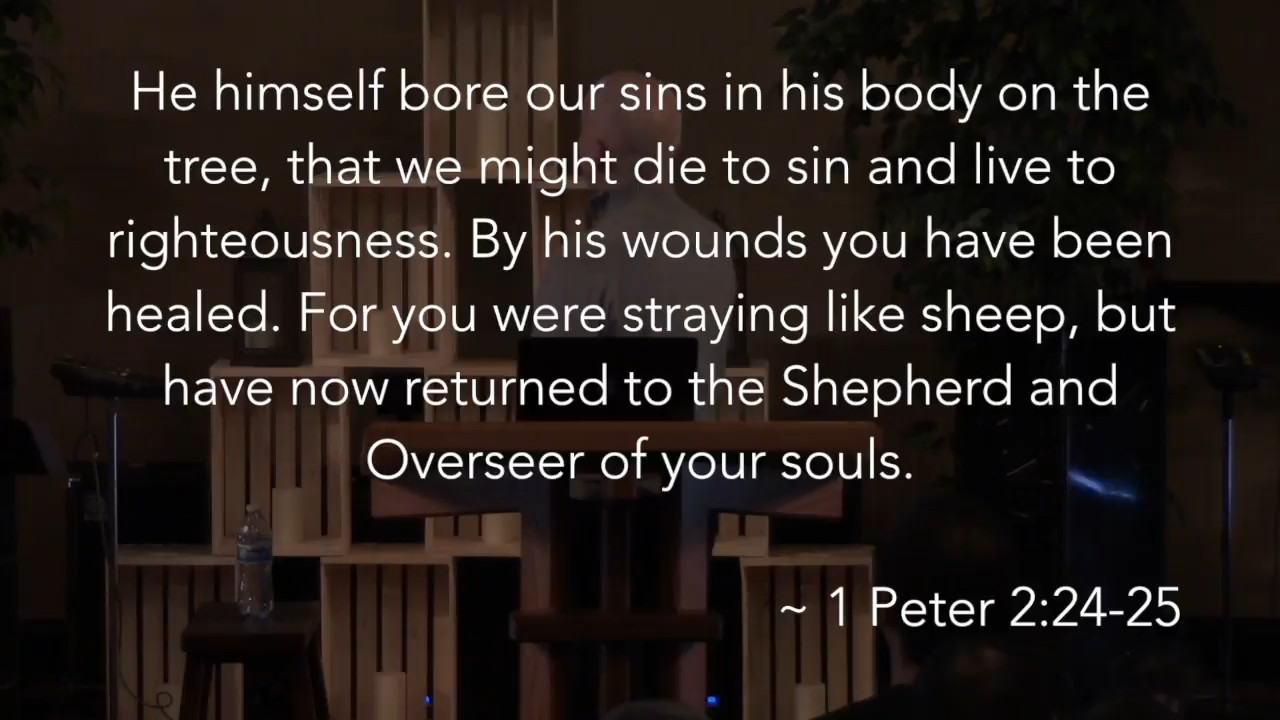 He himself bore our sins in his body on the
tree, that we might die to sin and live to
righteousness. By his wounds you have been
healed. For you were straying like sheep, but
have now returned to the Shepherd and
Overseer of your souls.
~ 1 Peter 2:24-25